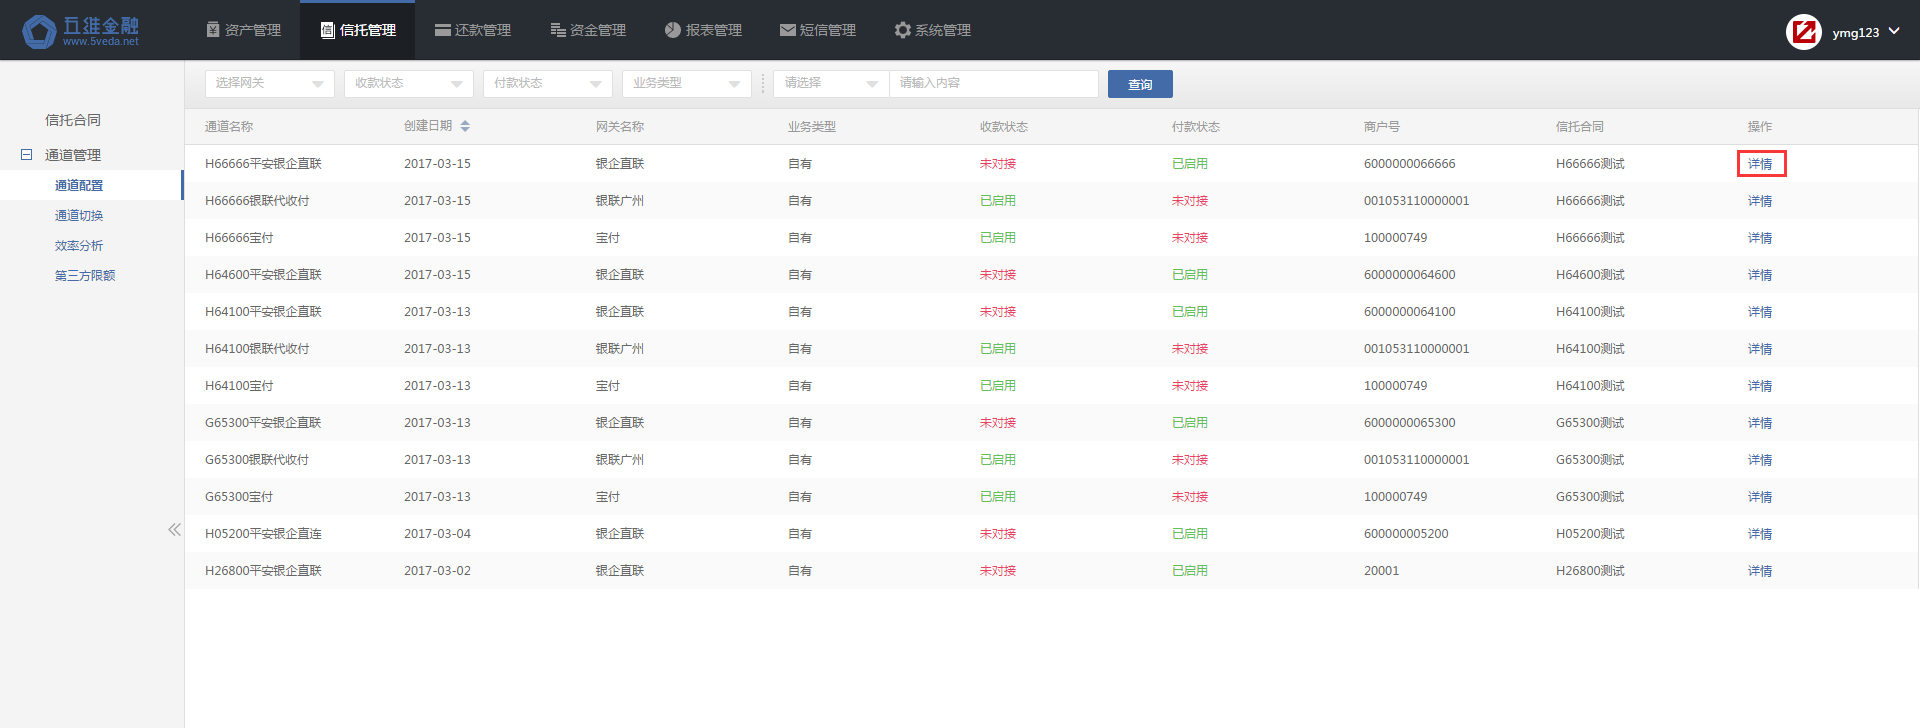 五维金融
www.5veda.net
资产管理 信托管理 还款管理 资金管理 报表管理 短信管理 系统管理 ymg123
选择网关 收款状态 付款状态 业务类型 请选择 请输入内容 查询
信托合同
通道管理
通道配置
通道切换
效率分析
第三方限额
通道名称 创建日期 网关名称 业务类型 收款状态 付款状态 商户号 信托合同 操作
H66666平安银企直联 2017-03-15 银企直联 自有 未对接 已启用 6000000066666 H66666测试 详情
H66666银联代收付 2017-03-15 银联广州 自有 已启用 未对接 001053110000001 H66666测试 详情
H66666宝付 2017-03-15 宝付 自有 已启用 未对接 100000749 H66666测试 详情
H64600平安银企直联 2017-03-15 银企直联 自有 未对接 已启用 6000000064600 H64600测试 详情
H64100平安银企直联 2017-03-13 银企直联 自有 未对接 已启用 6000000064100 H64100测试 详情
H64100银联代收付 2017-03-13 银联广州 自有 已启用 未对接 001053110000001 H64100测试 详情
H64100宝付 2017-03-13 宝付 自有 已启用 未对接 100000749 H64100测试 详情
G65300平安银企直联 2017-03-13 银企直联 自有 未对接 已启用 6000000065300 G65300测试 详情
G65300银联代收付 2017-03-13 银联广州 自有 已启用 未对接 001053110000001 G65300测试 详情
G65300宝付 2017-03-13 宝付 自有 已启用 未对接 100000749 G65300测试 详情
H05200平安银企直连 2017-03-04 银企直联 自有 未对接 已启用 600000005200 H05200测试 详情
H26800平安银企直联 2017-03-02 银企直联 自有 未对接 已启用 20001 H26800测试 详情